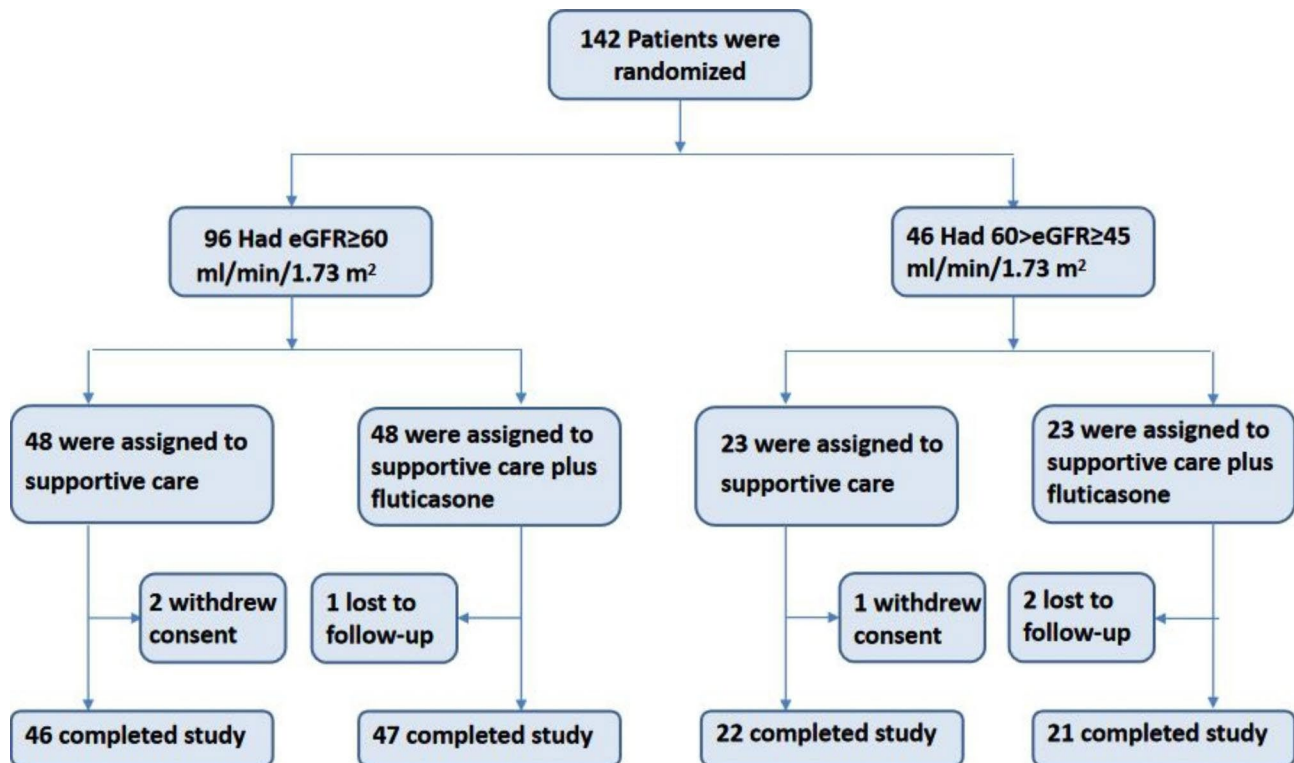 142 Patients were
randomized
96 Had eGFR≥60
ml/min/1.73 m²
46 Had 60>eGFR≥45
ml/min/1.73 m²
48 were assigned to
supportive care
48 were assigned to
supportive care plus
fluticasone
23 were assigned to
supportive care
23 were assigned to
supportive care plus
fluticasone
2 withdrew
consent
1 lost to
follow-up
1 withdrew
consent
2 lost to
follow-up
46 completed study
47 completed study
22 completed study
21 completed study